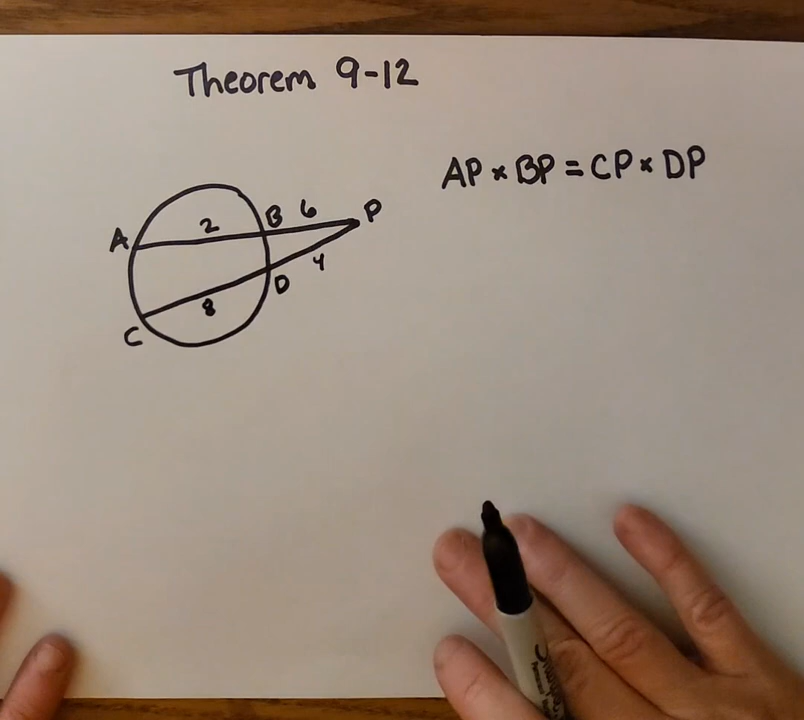 Theorem 9-12
AP × BP = CP × DP
A 2 B 6 P
C 8 D 4